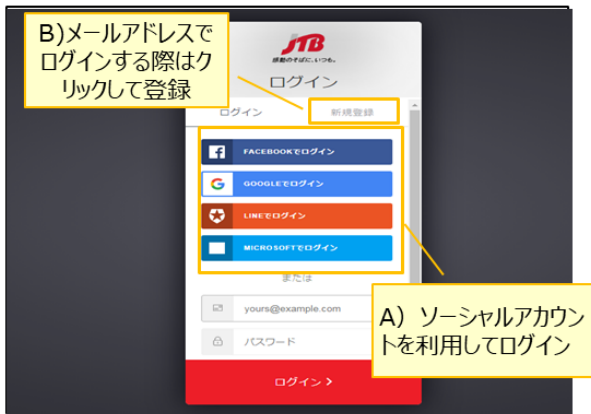 B)メールアドレスで
ログインする際はク
リックして登録
JTB
感動のそばに、いつも。
ログイン
ログイン
新規登録
FACEBOOKでログイン
GOOGLEでログイン
LINEでログイン
MICROSOFTでログイン
または
yours@example.com
パスワード
A) ソーシャルアカウン
トを利用してログイン
ログイン >